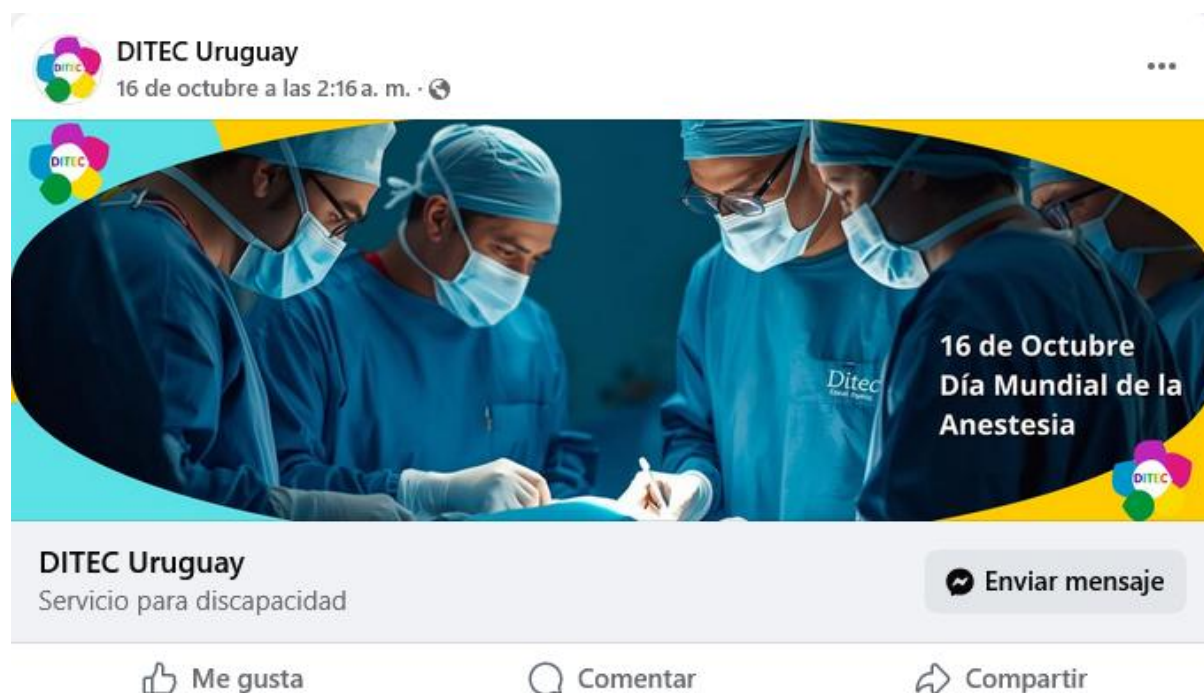 DITEC Uruguay
16 de octubre a las 2:16 a. m. ·
DITEC
DITEC
Ditec
16 de Octubre
Día Mundial de la
Anestesia
DITEC
DITEC Uruguay
Servicio para discapacidad
Enviar mensaje
Me gusta
Comentar
Compartir